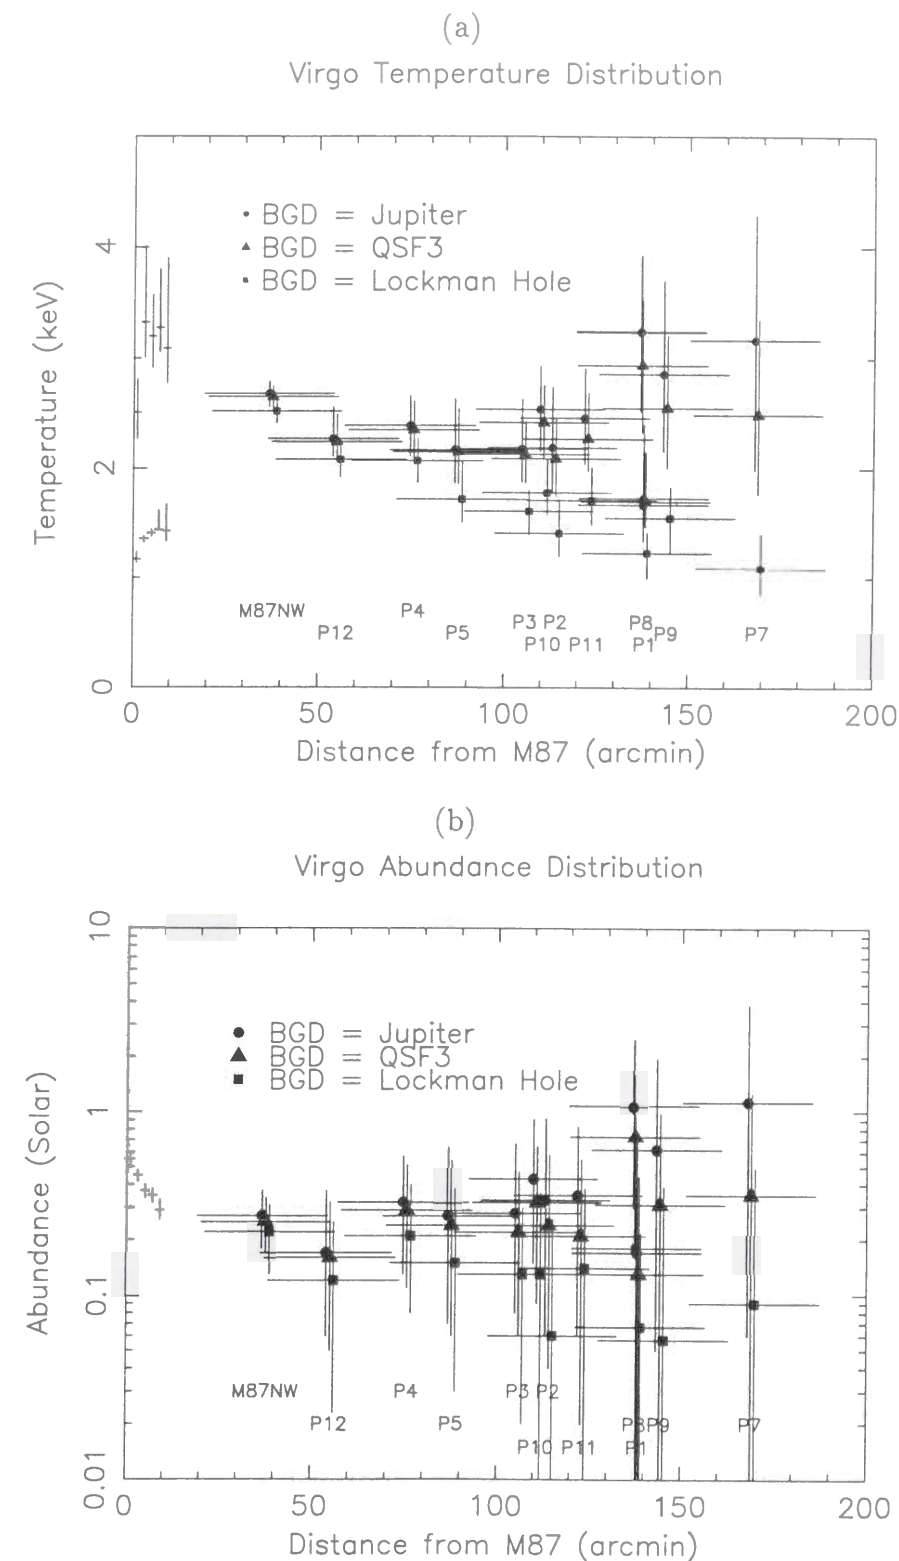 (a)
Virgo Temperature Distribution
BGD = Jupiter
BGD = QSF3
BGD = Lockman Hole
Temperature (keV)
4
2
0
M87NW
P12
P4
P5
P3
P2
P10
P11
P8
P9
P1
P7
0
50
100
150
200
Distance from M87 (arcmin)
(b)
Virgo Abundance Distribution
BGD = Jupiter
BGD = QSF3
BGD = Lockman Hole
Abundance (Solar)
10
1
0.1
0.01
M87NW
P12
P4
P5
P3
P2
P10
P11
P8
P9
P1
P7
0
50
100
150
200
Distance from M87 (arcmin)